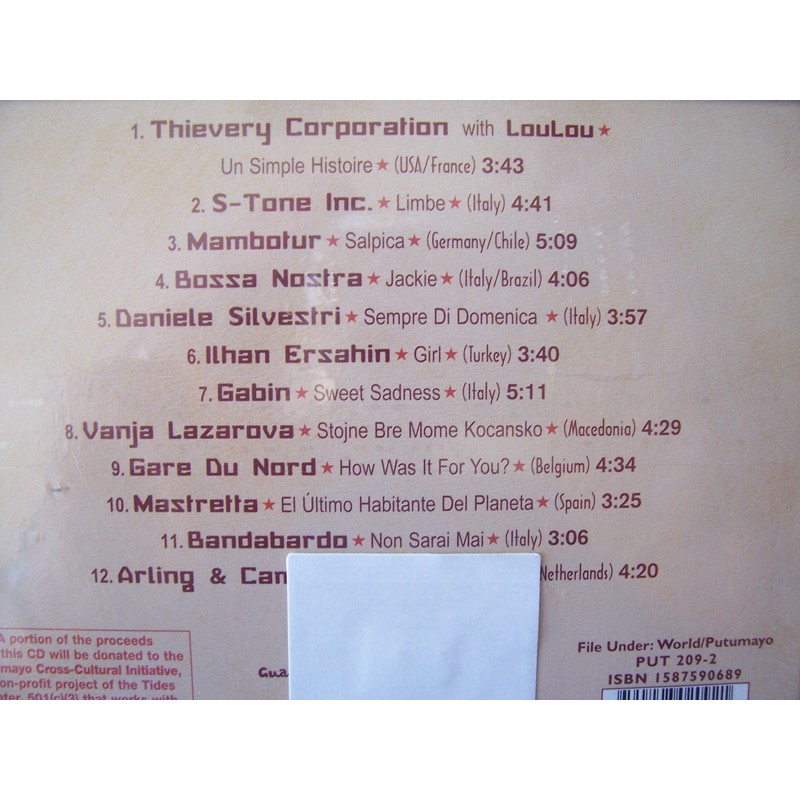 1. Thievery Corporation with LouLou★
Un Simple Histoire★(USA/France) 3:43
2. S-Tone Inc.★Limbe★(Italy) 4:41
3. Mambotur★Salpica★(Germany/Chile) 5:09
4. Bossa Nostra★Jackie★(Italy/Brazil) 4:06
5. Daniele Silvestri★Sempre Di Domenica ★(Italy) 3:57
6. Ilhan Ersahin★Girl★(Turkey) 3:40
7. Gabin★Sweet Sadness★(Italy) 5:11
8. Vanja Lazarova★Stojne Bre Mome Kocansko★(Macedonia) 4:29
9. Gare Du Nord★How Was It For You?★(Belgium) 4:34
10. Mastretta★El Último Habitante Del Planeta★(Spain) 3:25
11. Bandabardo★Non Sarai Mai★(Italy) 3:06
12. Arling & Netherlands) 4:20
A portion of the proceeds
this CD will be donated to the
Cross-Cultural Initiative,
project of the Tides
501(c)(3) that works with
File Under: World/Putumayo
PUT 209-2
ISBN 1587590689